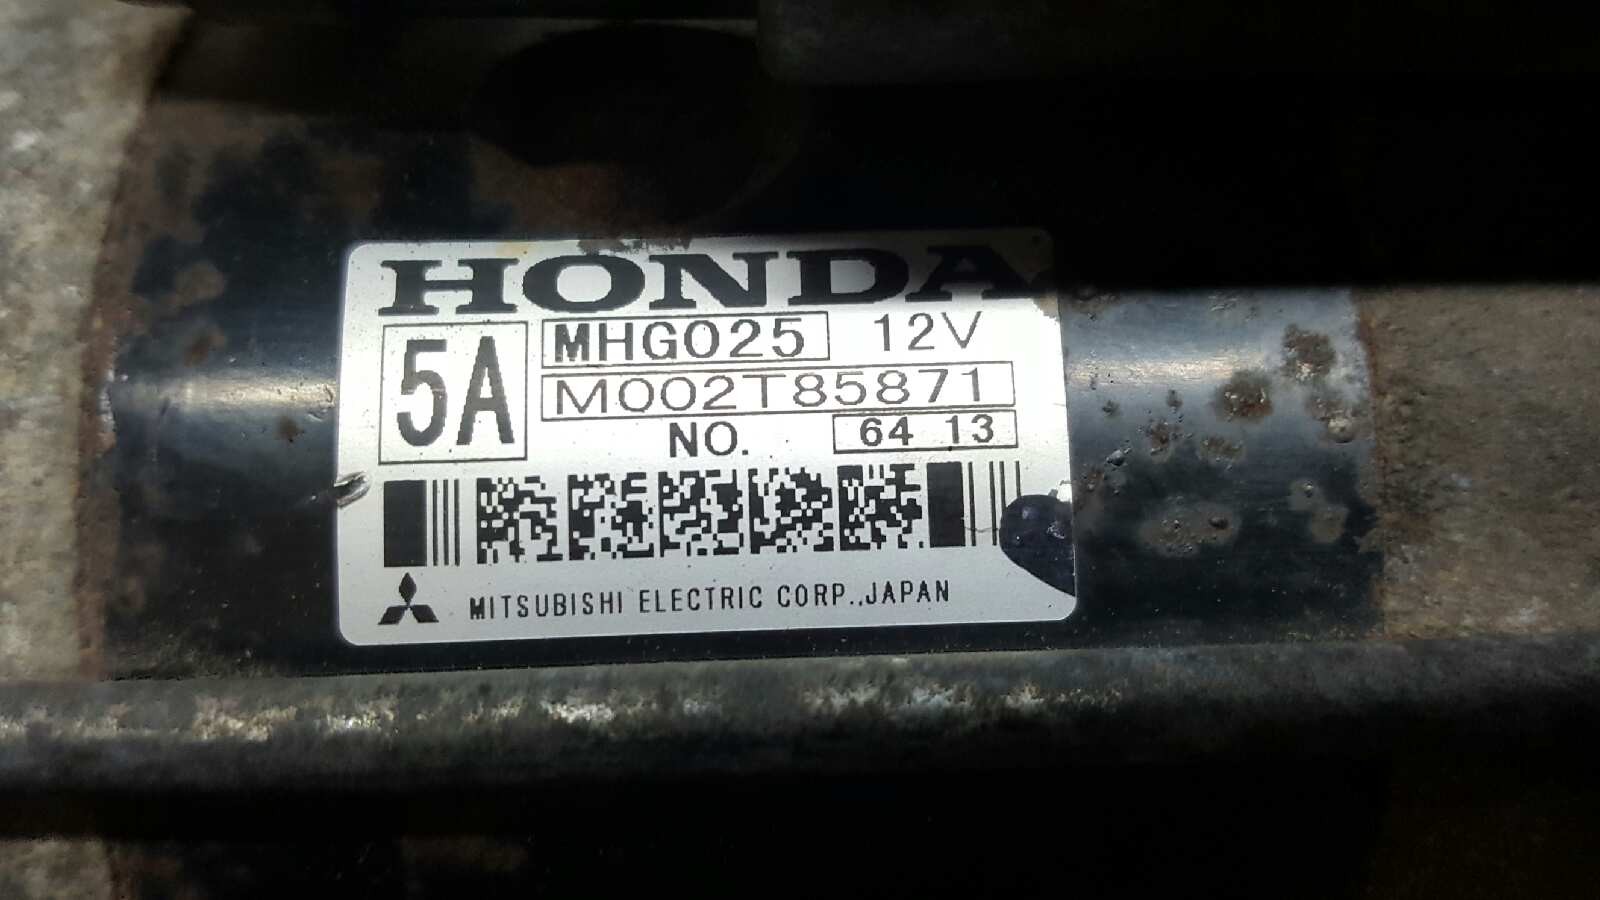 HONDA
5A MHG025 12V
M002T85871
NO. 64 13
MITSUBISHI ELECTRIC CORP.,JAPAN